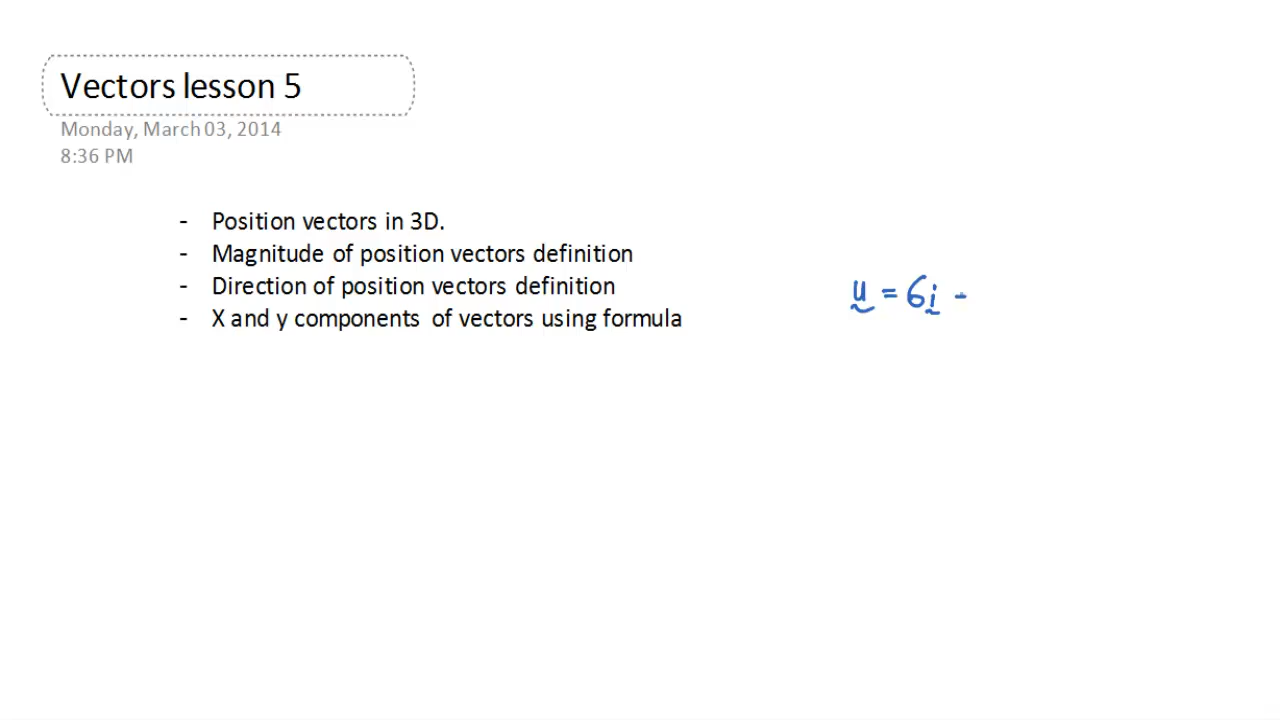 Vectors lesson 5
Monday, March 03, 2014
8:36 PM
- Position vectors in 3D.
- Magnitude of position vectors definition
- Direction of position vectors definition
- X and y components of vectors using formula
u = 6i -